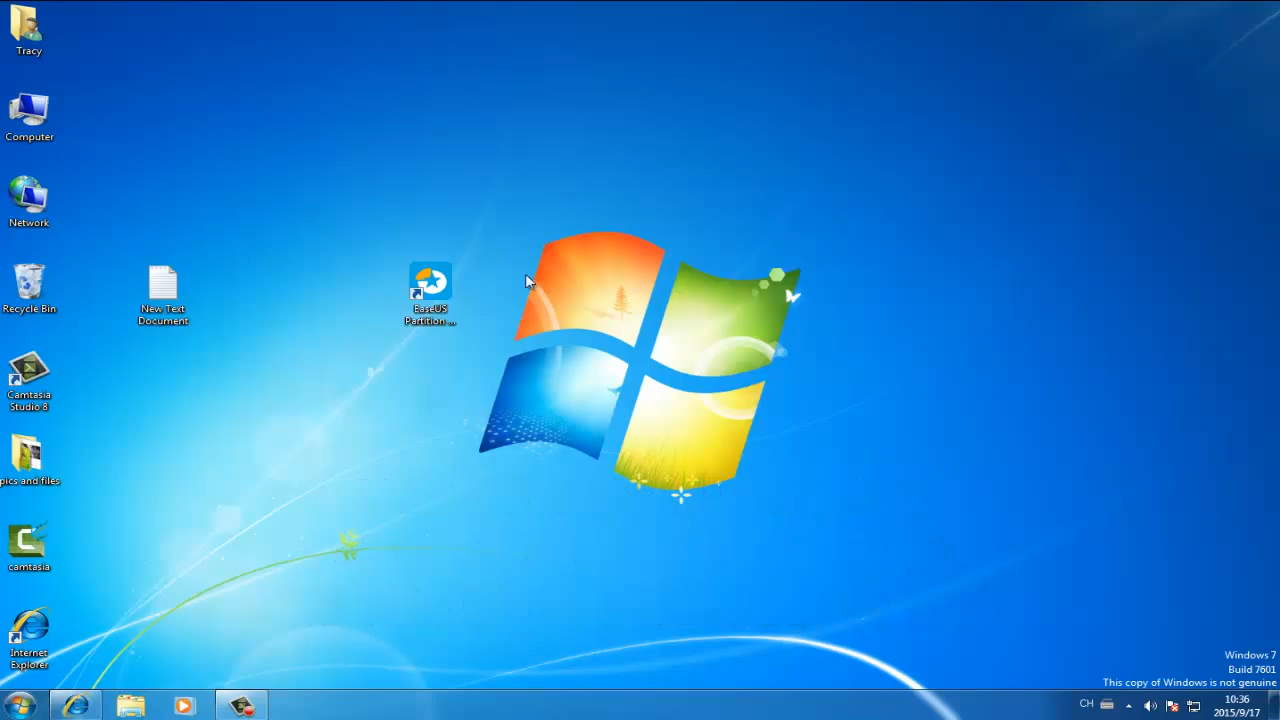 Tracy
Computer
Network
Recycle Bin
New Text
Document
EaseUS
Partition ...
Camtasia
Studio 8
pics and files
camtasia
Internet
Explorer
Windows 7
Build 7601
This copy of Windows is not genuine
CH
10:36
2015/9/17